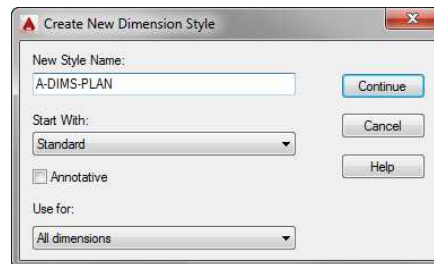 Create New Dimension Style
New Style Name:
A-DIMS-PLAN
Continue
Start With:
Standard
Cancel
Annotative
Help
Use for:
All dimensions